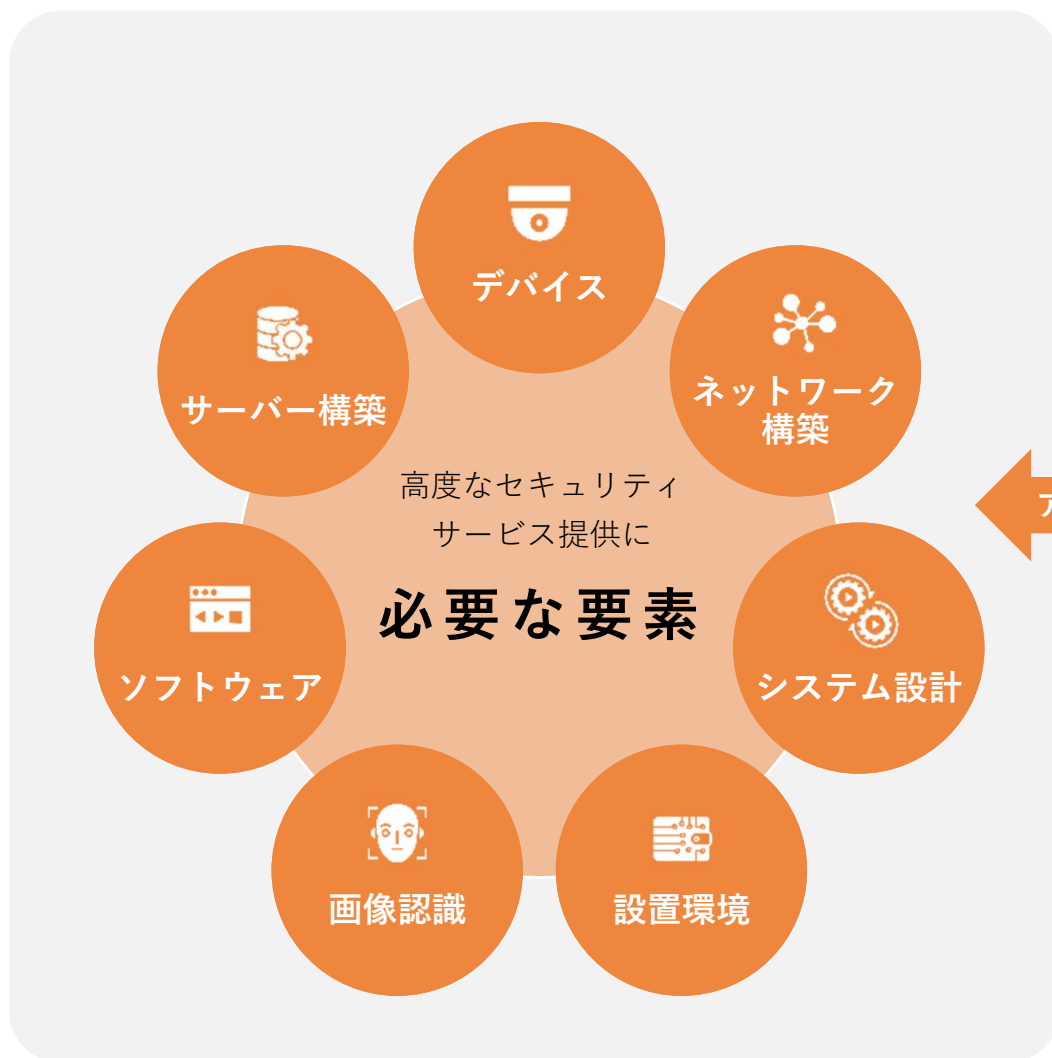 デバイス
サーバー構築
ネットワーク
構築
高度なセキュリティ
サービス提供に
必要な要素
ソフトウェア
システム設計
画像認識
設置環境